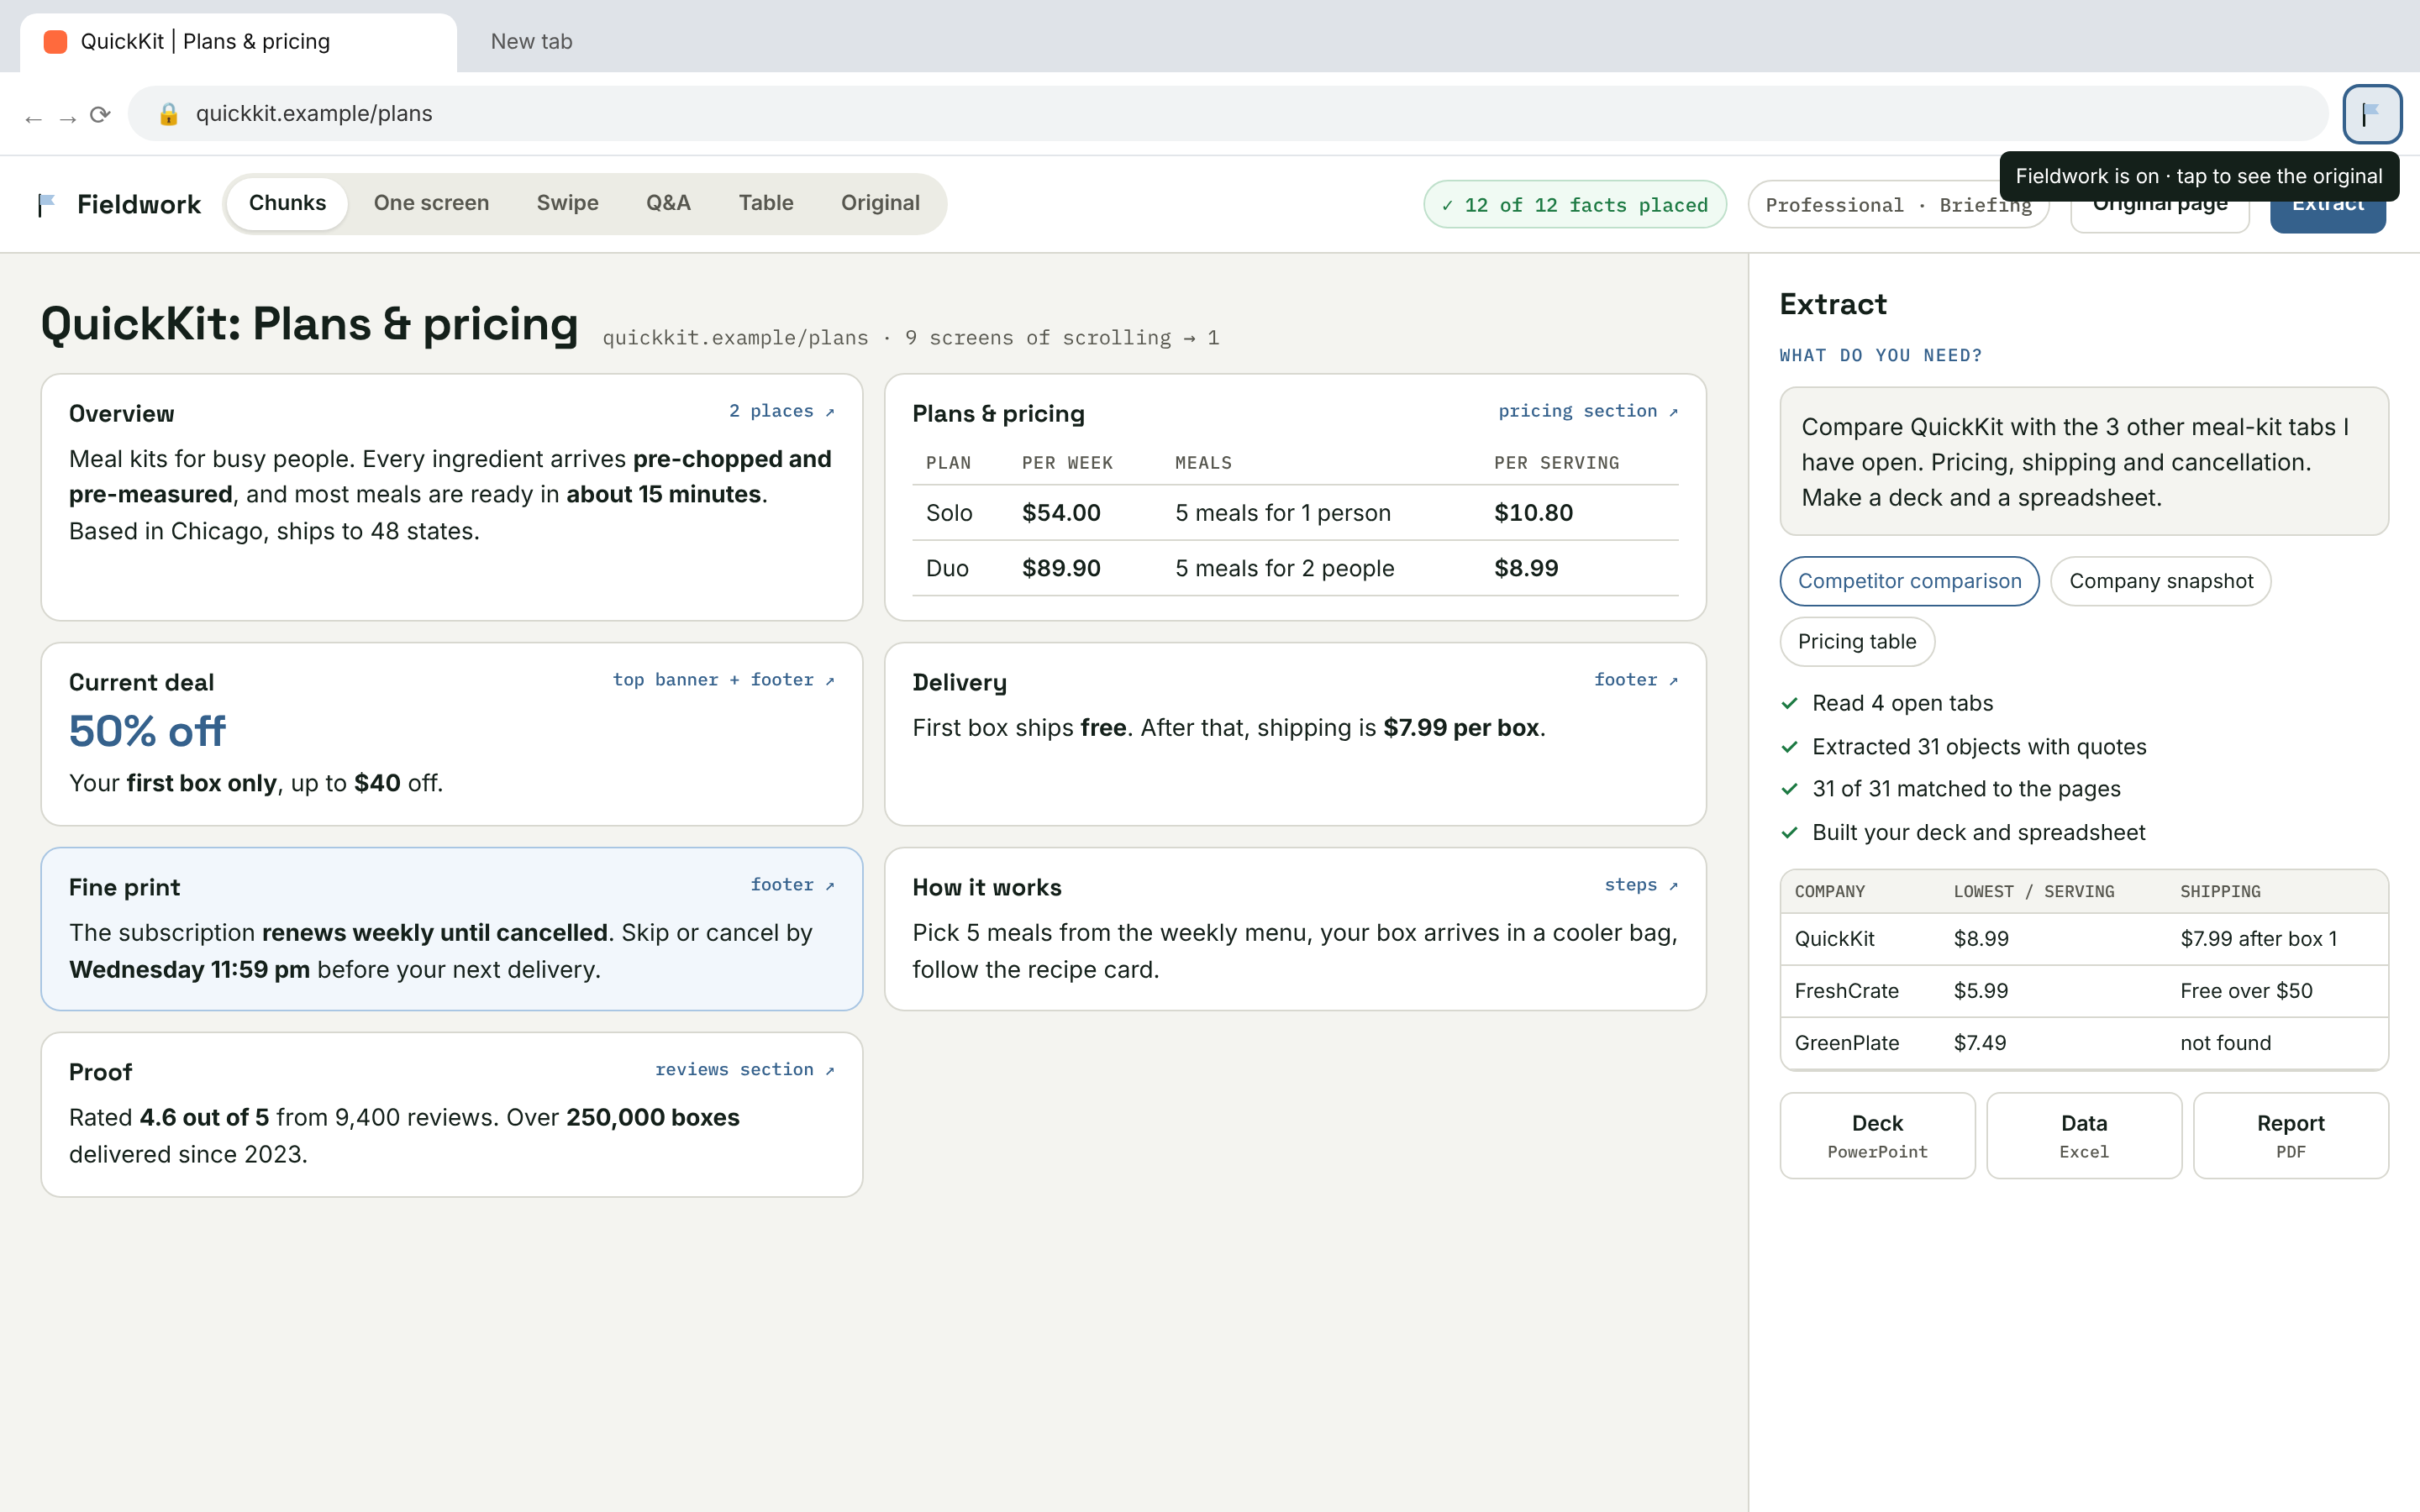 QuickKit | Plans & pricing
New tab
← → ⟳
quickkit.example/plans
Fieldwork is on · tap to see the original
Fieldwork
Chunks
One screen
Swipe
Q&A
Table
Original
✓ 12 of 12 facts placed
Professional · Briefing
Original page
Extract
QuickKit: Plans & pricing
quickkit.example/plans · 9 screens of scrolling → 1
Overview
2 places ↗
Meal kits for busy people. Every ingredient arrives pre-chopped and
pre-measured, and most meals are ready in about 15 minutes.
Based in Chicago, ships to 48 states.
Plans & pricing
pricing section ↗
PLAN PER WEEK MEALS PER SERVING
Solo $54.00 5 meals for 1 person $10.80
Duo $89.90 5 meals for 2 people $8.99
Current deal
top banner + footer ↗
50% off
Your first box only, up to $40 off.
Delivery
footer ↗
First box ships free. After that, shipping is $7.99 per box.
Fine print
footer ↗
The subscription renews weekly until cancelled. Skip or cancel by
Wednesday 11:59 pm before your next delivery.
How it works
steps ↗
Pick 5 meals from the weekly menu, your box arrives in a cooler bag,
follow the recipe card.
Proof
reviews section ↗
Rated 4.6 out of 5 from 9,400 reviews. Over 250,000 boxes
delivered since 2023.
Extract
WHAT DO YOU NEED?
Compare QuickKit with the 3 other meal-kit tabs I
have open. Pricing, shipping and cancellation.
Make a deck and a spreadsheet.
Competitor comparison
Company snapshot
Pricing table
✓ Read 4 open tabs
✓ Extracted 31 objects with quotes
✓ 31 of 31 matched to the pages
✓ Built your deck and spreadsheet
COMPANY LOWEST / SERVING SHIPPING
QuickKit $8.99 $7.99 after box 1
FreshCrate $5.99 Free over $50
GreenPlate $7.49 not found
Deck
PowerPoint
Data
Excel
Report
PDF